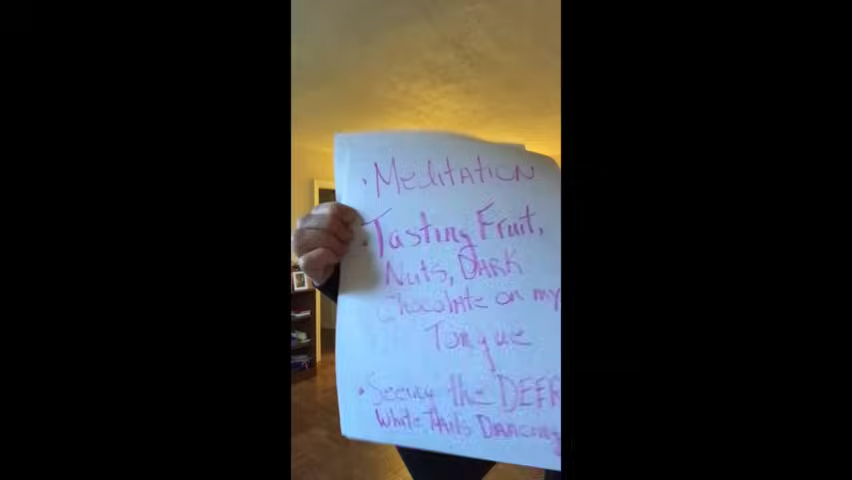 • Meditation
• Tasting Fruit,
Nuts, DARK
Chocolate on my
Tongue
• Seeing the DEER
White TAils DANCING